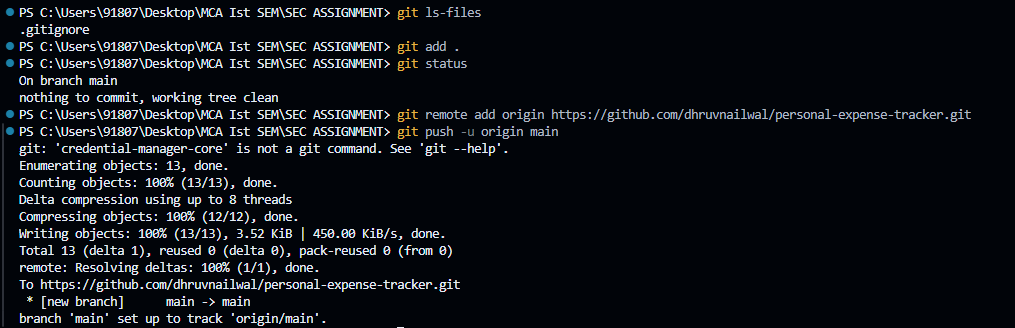 PS C:\Users\91807\Desktop\MCA Ist SEM\SEC ASSIGNMENT> git ls-files
.gitignore
PS C:\Users\91807\Desktop\MCA Ist SEM\SEC ASSIGNMENT> git add .
PS C:\Users\91807\Desktop\MCA Ist SEM\SEC ASSIGNMENT> git status
On branch main
nothing to commit, working tree clean
PS C:\Users\91807\Desktop\MCA Ist SEM\SEC ASSIGNMENT> git remote add origin https://github.com/dhruvnailwal/personal-expense-tracker.git
PS C:\Users\91807\Desktop\MCA Ist SEM\SEC ASSIGNMENT> git push -u origin main
git: 'credential-manager-core' is not a git command. See 'git --help'.
Enumerating objects: 13, done.
Counting objects: 100% (13/13), done.
Delta compression using up to 8 threads
Compressing objects: 100% (12/12), done.
Writing objects: 100% (13/13), 3.52 KiB | 450.00 KiB/s, done.
Total 13 (delta 1), reused 0 (delta 0), pack-reused 0 (from 0)
remote: Resolving deltas: 100% (1/1), done.
To https://github.com/dhruvnailwal/personal-expense-tracker.git
 * [new branch]      main -> main
branch 'main' set up to track 'origin/main'.